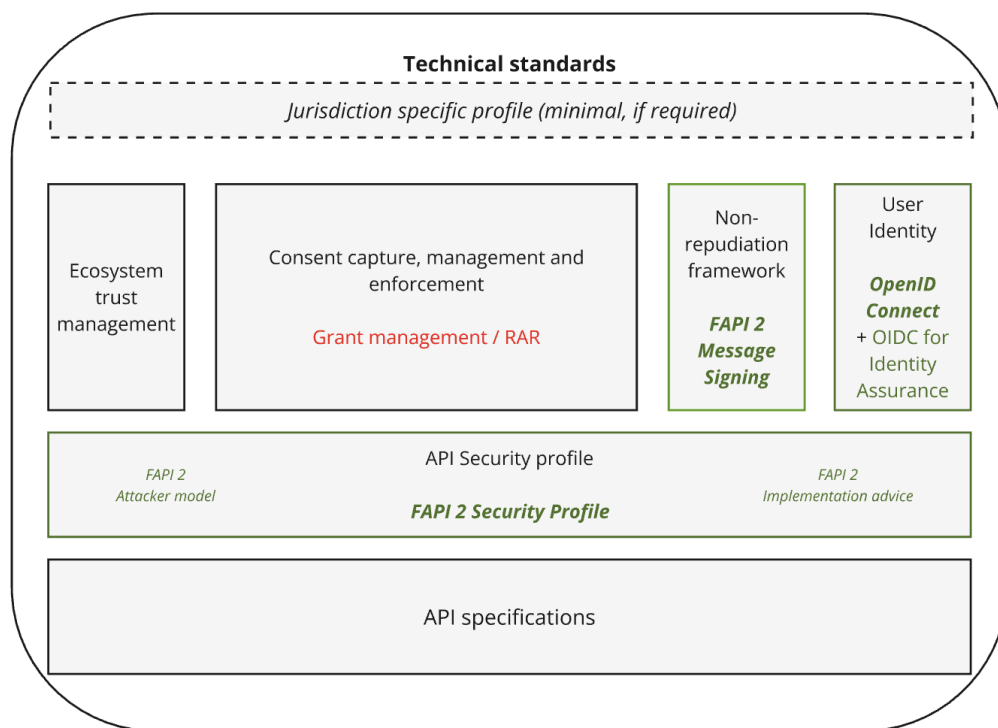 Technical standards
Jurisdiction specific profile (minimal, if required)
Ecosystem
trust
management
Consent capture, management and
enforcement
Grant management / RAR
Non-
repudiation
framework
FAPI 2
Message
Signing
User
Identity
OpenID
Connect
+ OIDC for
Identity
Assurance
FAPI 2
Attacker model
API Security profile
FAPI 2 Security Profile
FAPI 2
Implementation advice
API specifications